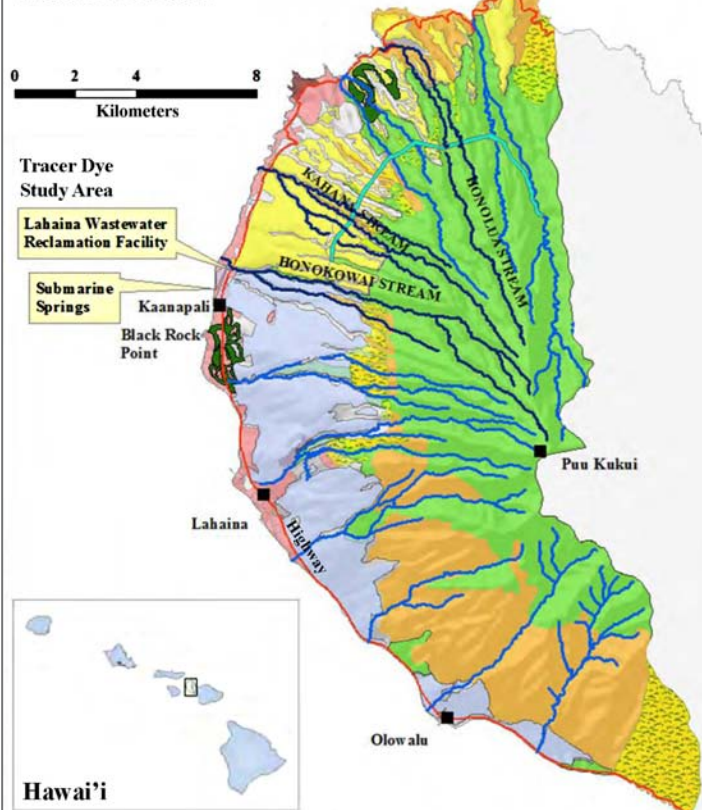 0 2 4 8
Kilometers
Tracer Dye
Study Area
Lahaina Wastewater
Reclamation Facility
Submarine
Springs
Kaanapali
Black Rock
Point
KAHANA STREAM
HONOLUA STREAM
HONOKOWAI STREAM
Puu Kukui
Lahaina
Highway
Olowalu
Hawai'i